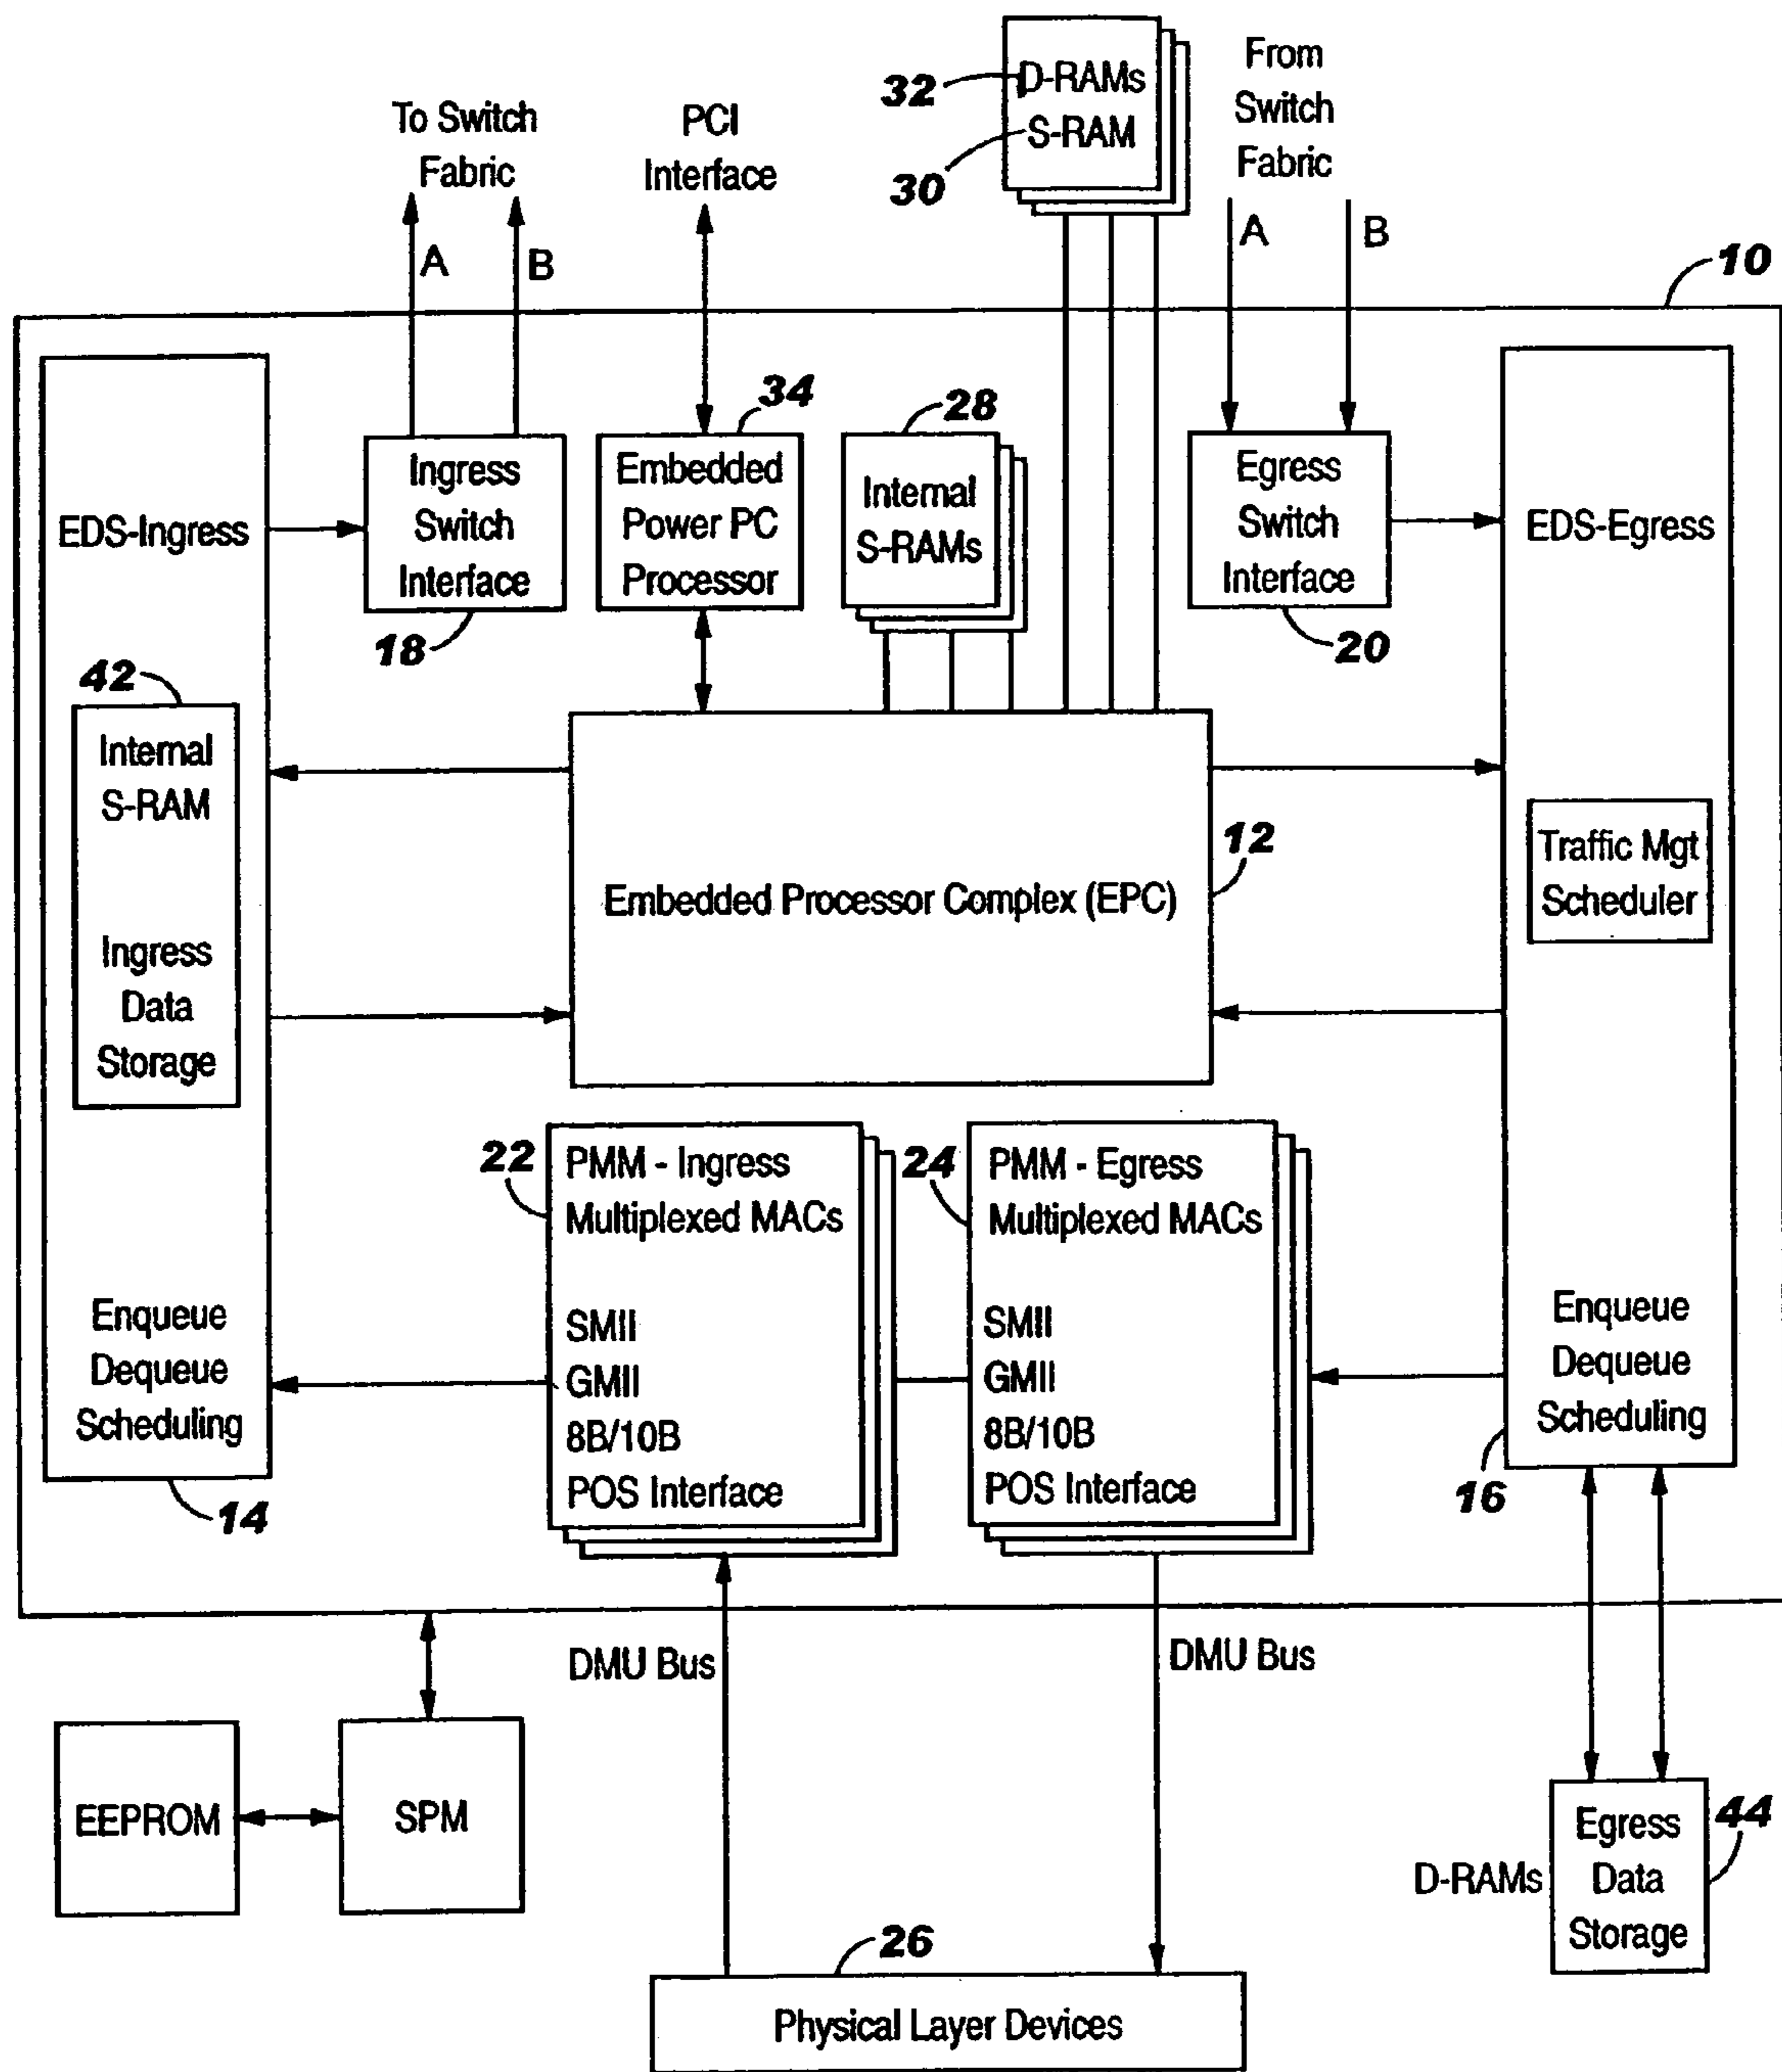 To Switch
Fabric
A
B
PCI
Interface
32
D-RAMs
S-RAM
30
From
Switch
Fabric
A
B
10
EDS-Ingress
Ingress
Switch
Interface
18
34
Embedded
Power PC
Processor
28
Internal
S-RAMs
Egress
Switch
Interface
20
EDS-Egress
42
Internal
S-RAM
Ingress
Data
Storage
Embedded Processor Complex (EPC)
12
Traffic Mgt
Scheduler
Enqueue
Dequeue
Scheduling
14
22
PMM - Ingress
Multiplexed MACs
SMII
GMII
8B/10B
POS Interface
24
PMM - Egress
Multiplexed MACs
SMII
GMII
8B/10B
POS Interface
Enqueue
Dequeue
Scheduling
16
DMU Bus
DMU Bus
EEPROM
SPM
D-RAMs
Egress
Data
Storage
44
26
Physical Layer Devices